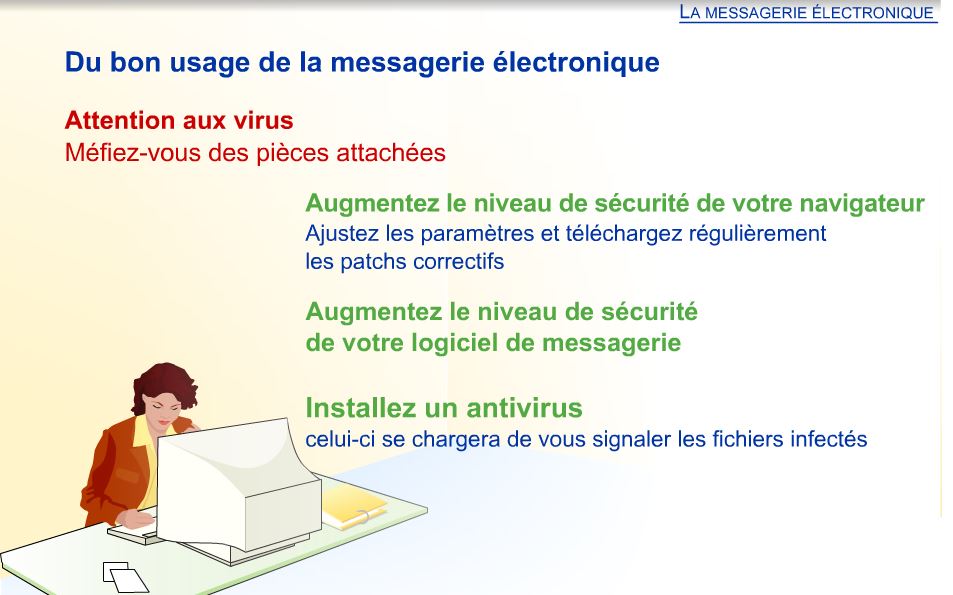 LA MESSAGERIE ÉLECTRONIQUE
Du bon usage de la messagerie électronique
Attention aux virus
Méfiez-vous des pièces attachées
Augmentez le niveau de sécurité de votre navigateur
Ajustez les paramètres et téléchargez régulièrement
les patchs correctifs
Augmentez le niveau de sécurité
de votre logiciel de messagerie
Installez un antivirus
celui-ci se chargera de vous signaler les fichiers infectés